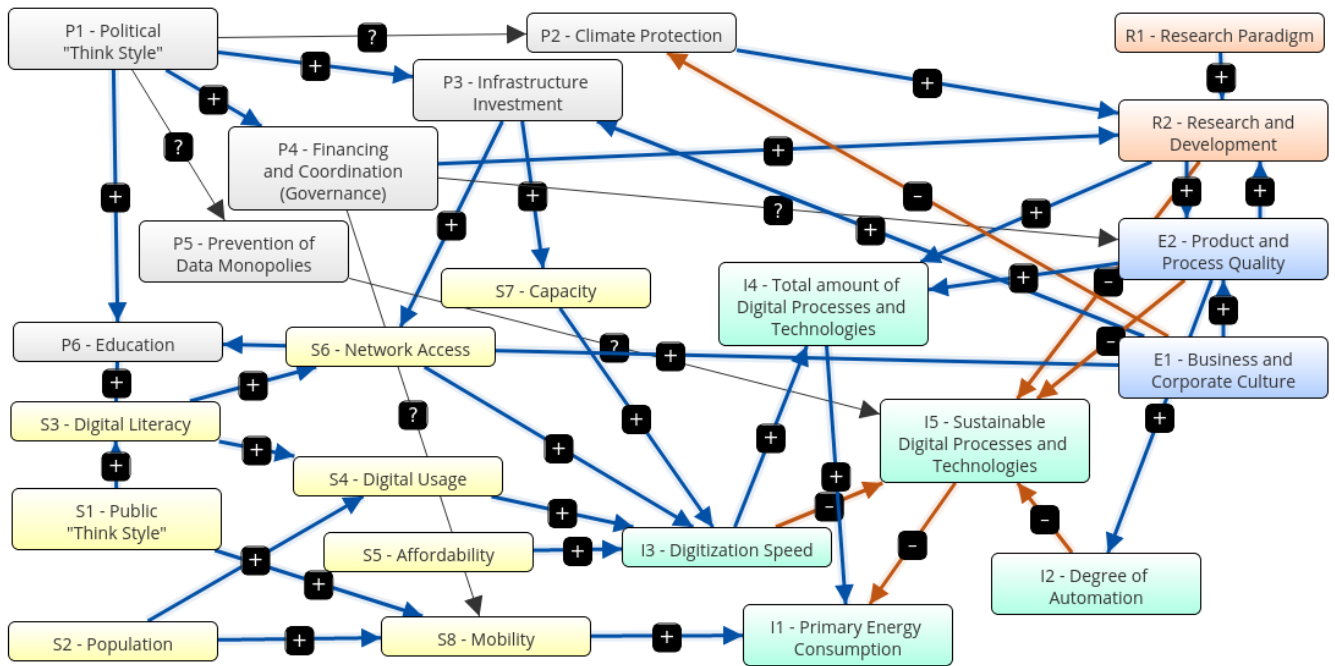 P1 - Political
"Think Style"
?
P2 - Climate Protection
R1 - Research Paradigm
+
+
P3 - Infrastructure
Investment
+
+
R2 - Research and
Development
P4 - Financing
and Coordination
(Governance)
?
+
+
+
+
+
+
?
+
–
+
P5 - Prevention of
Data Monopolies
E2 - Product and
Process Quality
S7 - Capacity
I4 - Total amount of
Digital Processes and
Technologies
+
–
+
P6 - Education
S6 - Network Access
?
+
–
E1 - Business and
Corporate Culture
+
+
S3 - Digital Literacy
?
+
+
I5 - Sustainable
Digital Processes and
Technologies
+
+
+
+
S4 - Digital Usage
+
S1 - Public
"Think Style"
+
–
–
S5 - Affordability
+
I3 - Digitization Speed
–
+
+
I2 - Degree of
Automation
S2 - Population
+
S8 - Mobility
+
I1 - Primary Energy
Consumption